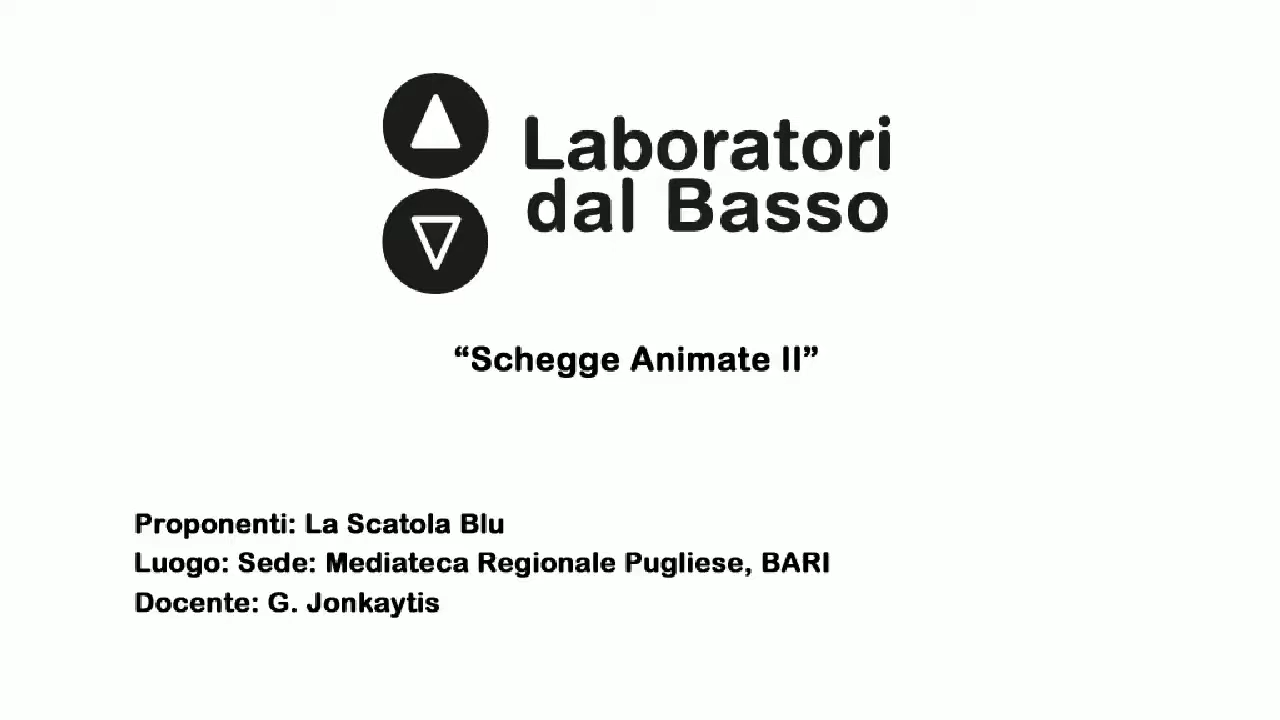 Laboratori
dal Basso
“Schegge Animate II”
Proponenti: La Scatola Blu
Luogo: Sede: Mediateca Regionale Pugliese, BARI
Docente: G. Jonkaytis